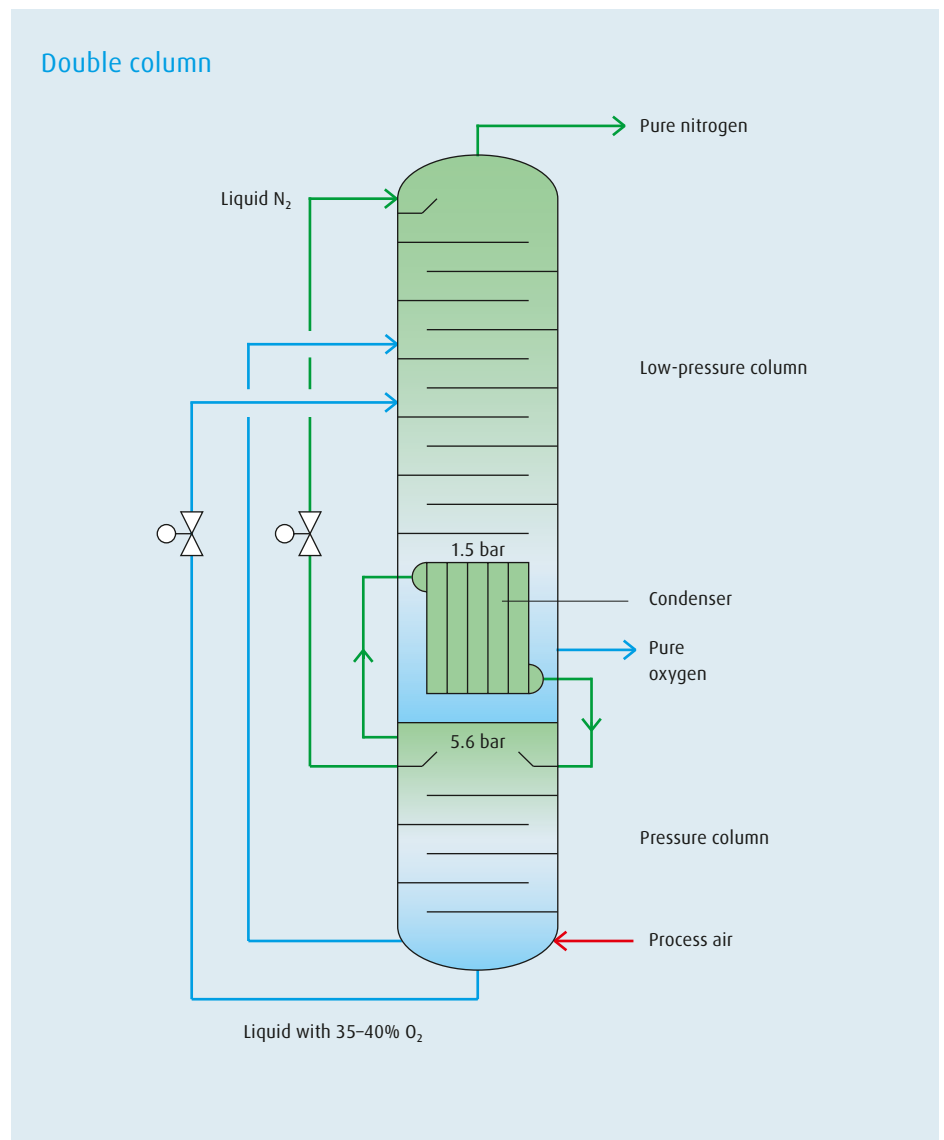 Double column
Pure nitrogen
Liquid N₂
Low-pressure column
1.5 bar
Condenser
Pure
oxygen
5.6 bar
Pressure column
Process air
Liquid with 35–40% O₂